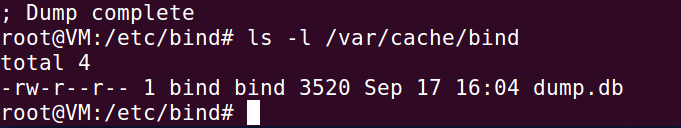 ; Dump complete
root@VM:/etc/bind# ls -l /var/cache/bind
total 4
-rw-r--r-- 1 bind bind 3520 Sep 17 16:04 dump.db
root@VM:/etc/bind#